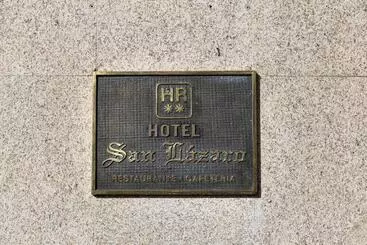 HR
**
HOTEL
San Lázaro
RESTAURANTE - CAFETERIA